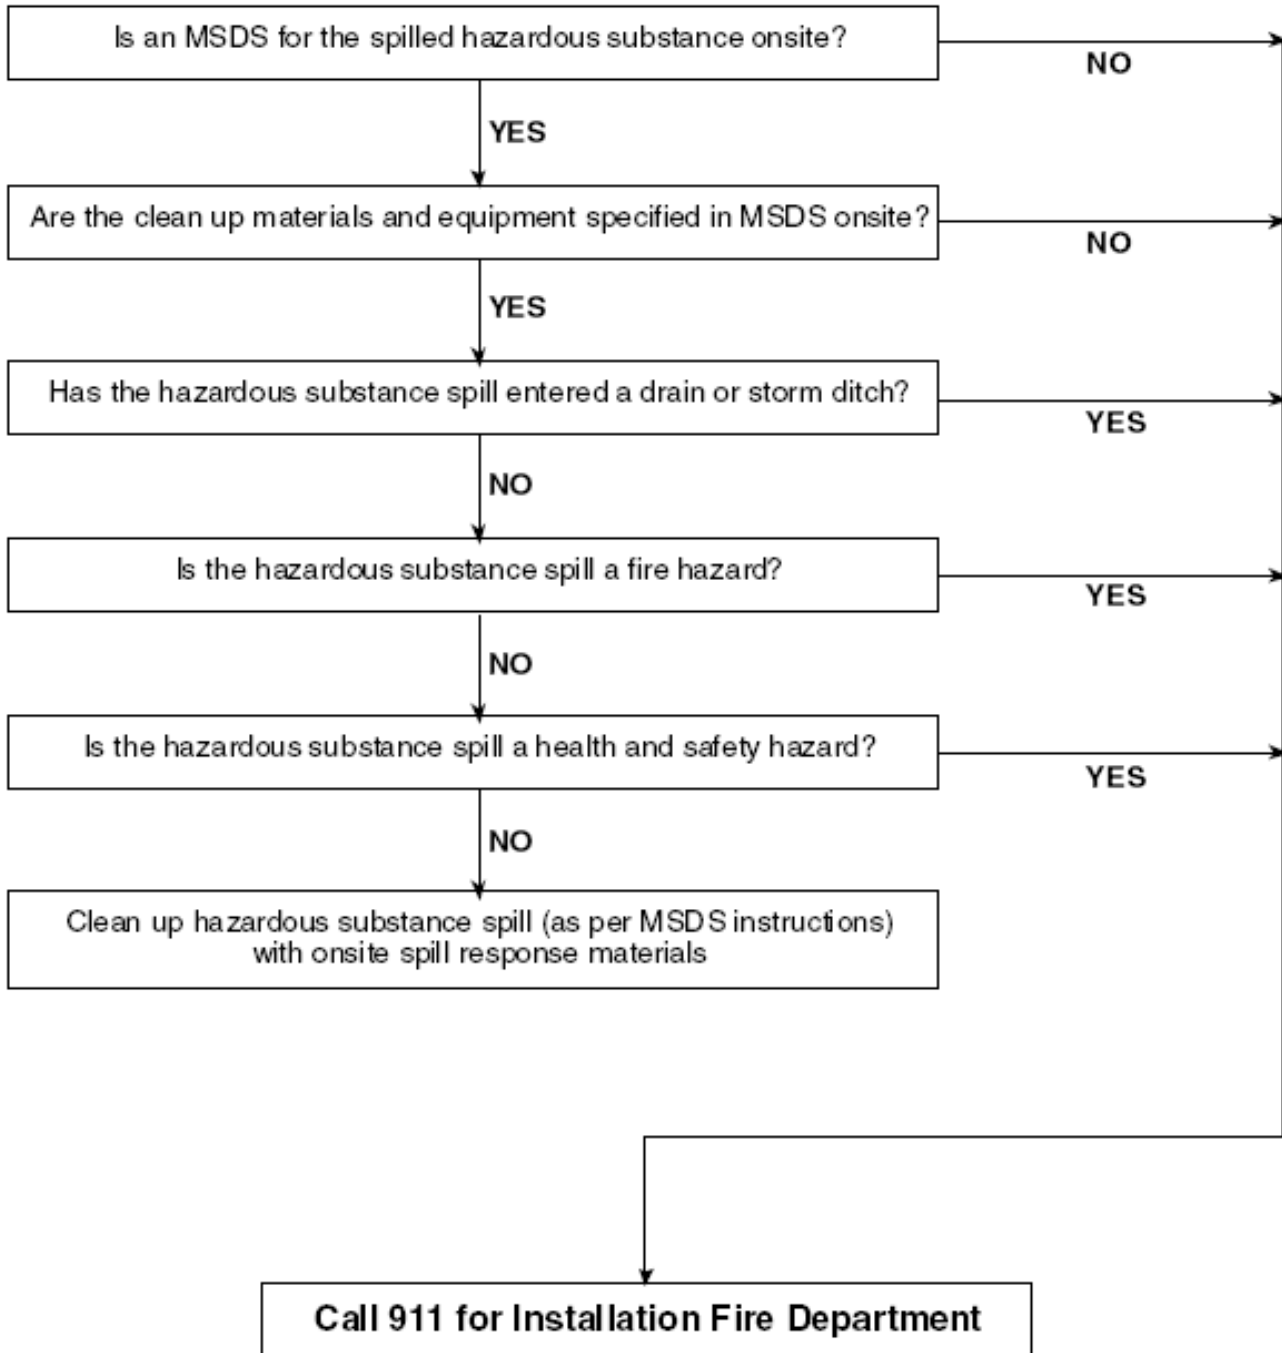 Is an MSDS for the spilled hazardous substance onsite?
NO
YES
Are the clean up materials and equipment specified in MSDS onsite?
NO
YES
Has the hazardous substance spill entered a drain or storm ditch?
YES
NO
Is the hazardous substance spill a fire hazard?
YES
NO
Is the hazardous substance spill a health and safety hazard?
YES
NO
Clean up hazardous substance spill (as per MSDS instructions)
with onsite spill response materials
Call 911 for Installation Fire Department